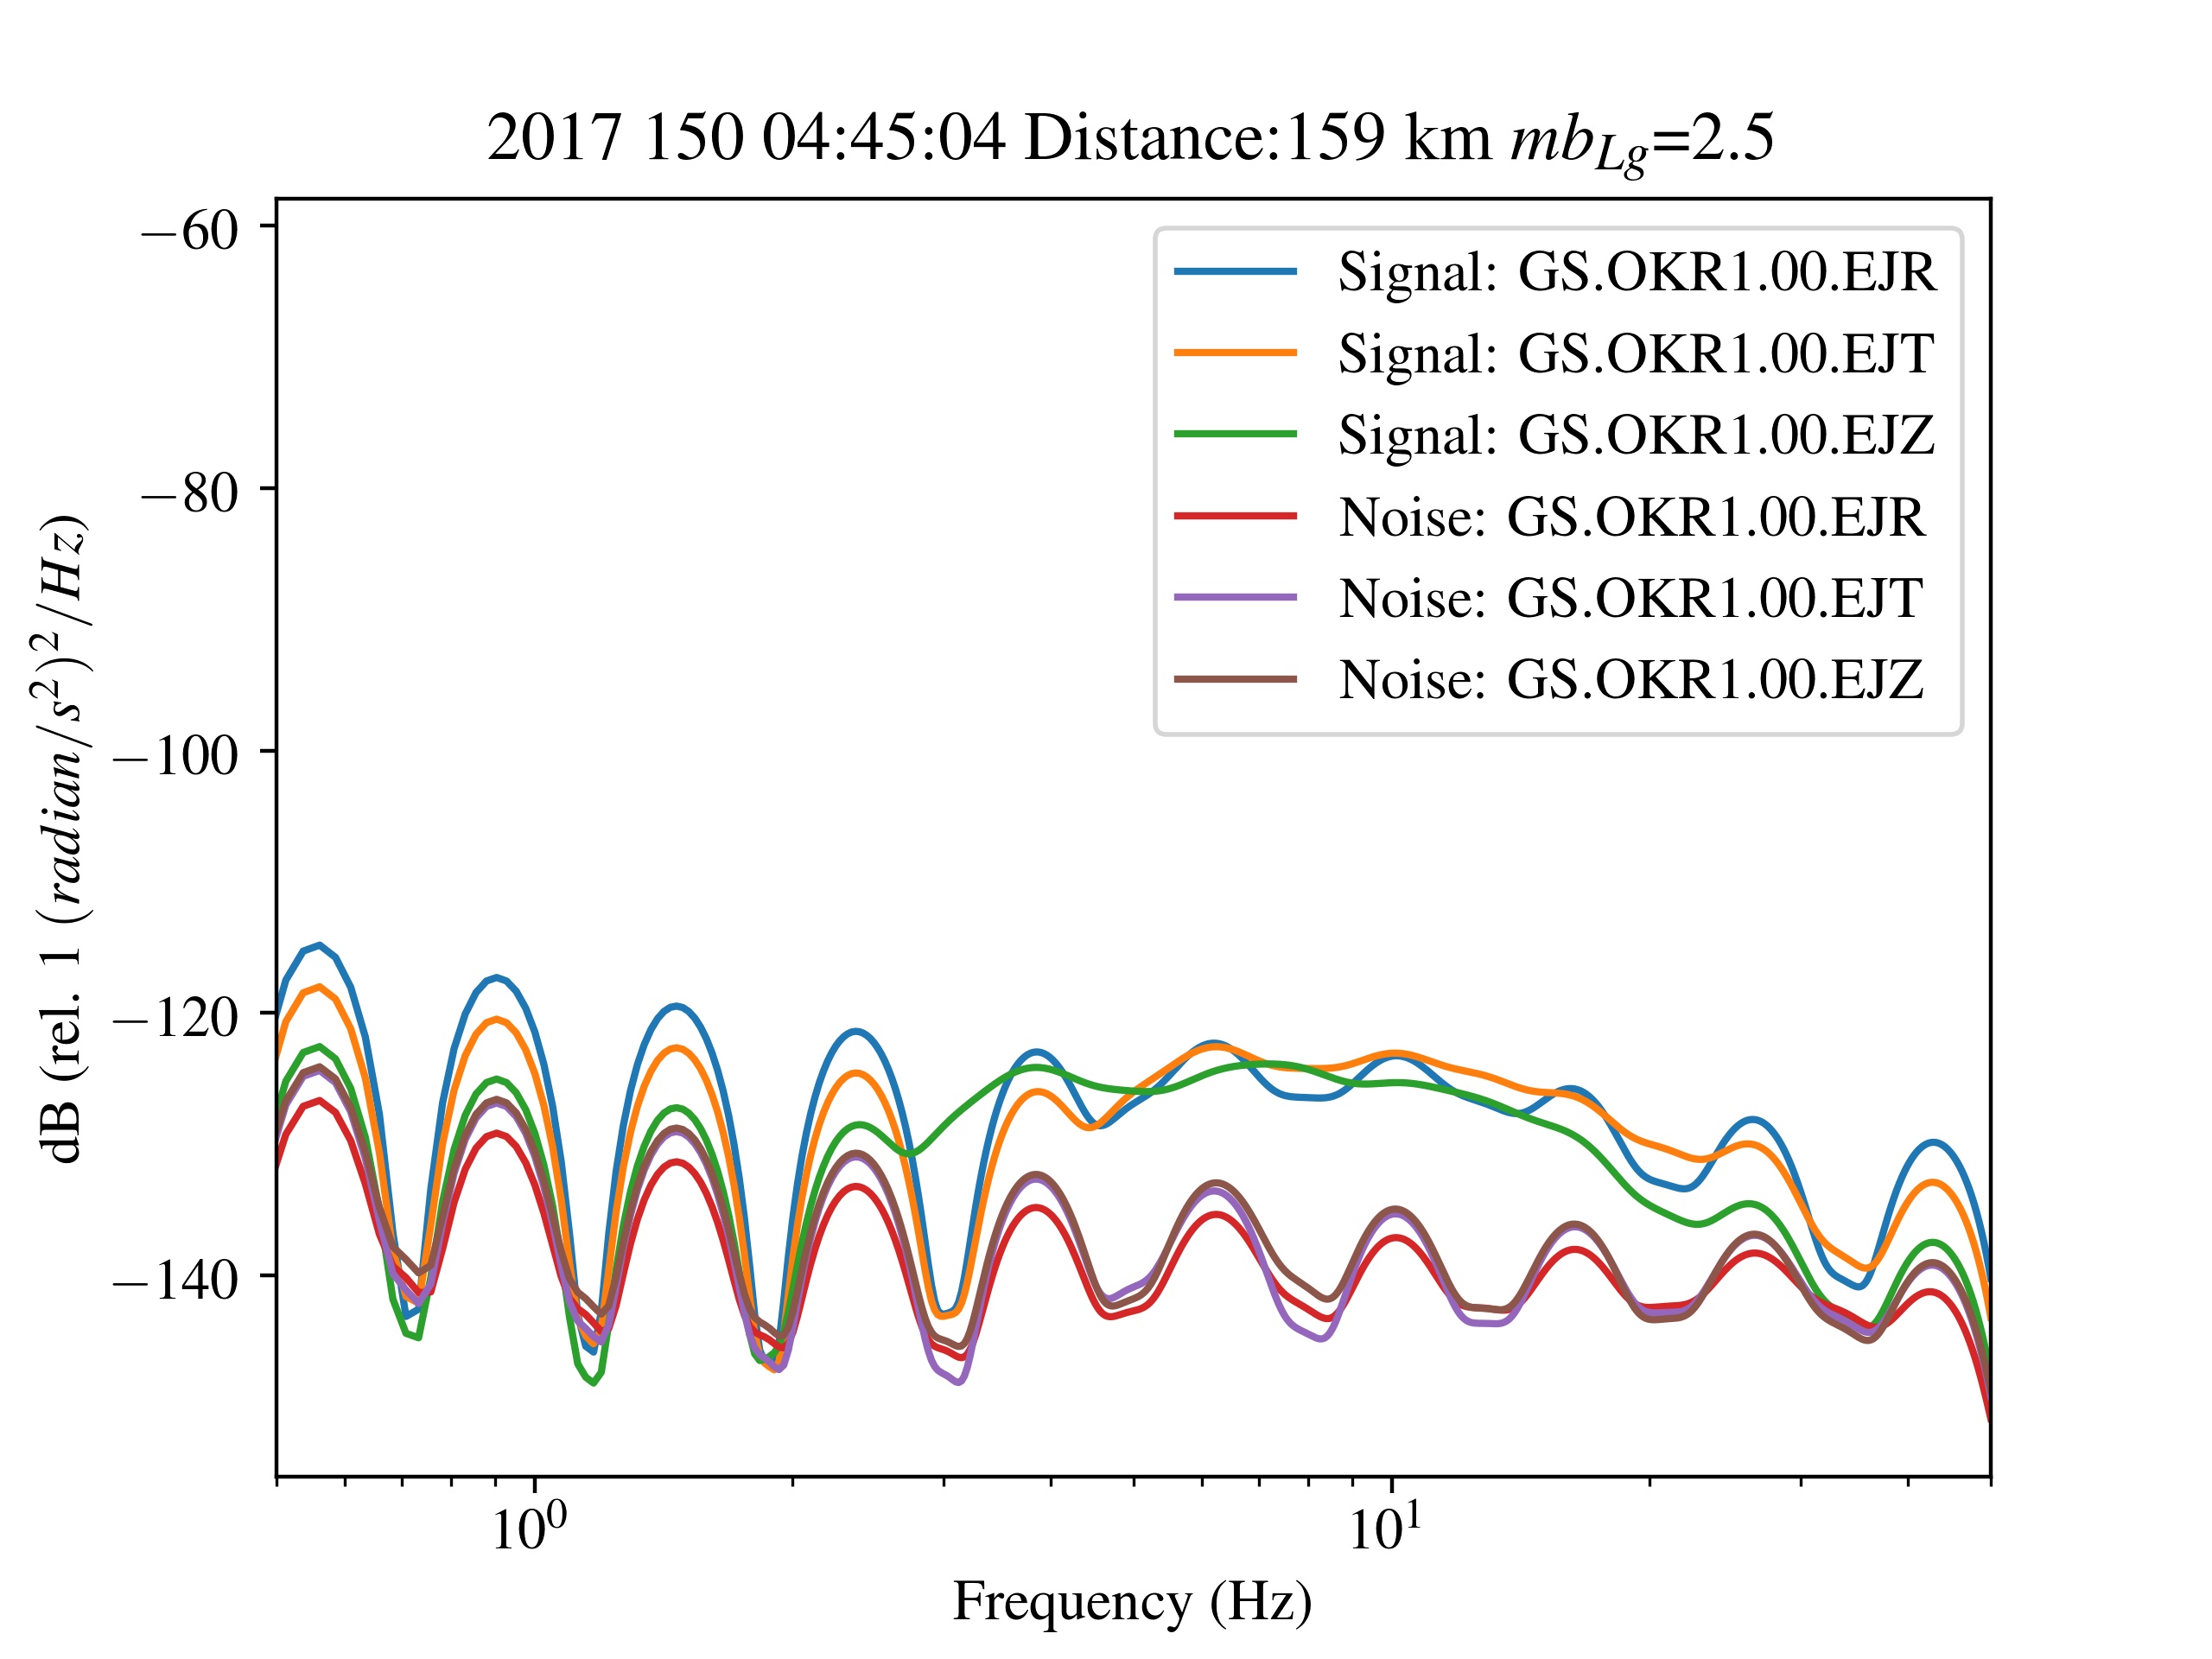 2017 150 04:45:04 Distance:159 km mb_{Lg}=2.5
dB (rel. 1 (radian/s²)²/Hz)
−60
−80
−100
−120
−140
Signal: GS.OKR1.00.EJR
Signal: GS.OKR1.00.EJT
Signal: GS.OKR1.00.EJZ
Noise: GS.OKR1.00.EJR
Noise: GS.OKR1.00.EJT
Noise: GS.OKR1.00.EJZ
10⁰ 10¹
Frequency (Hz)